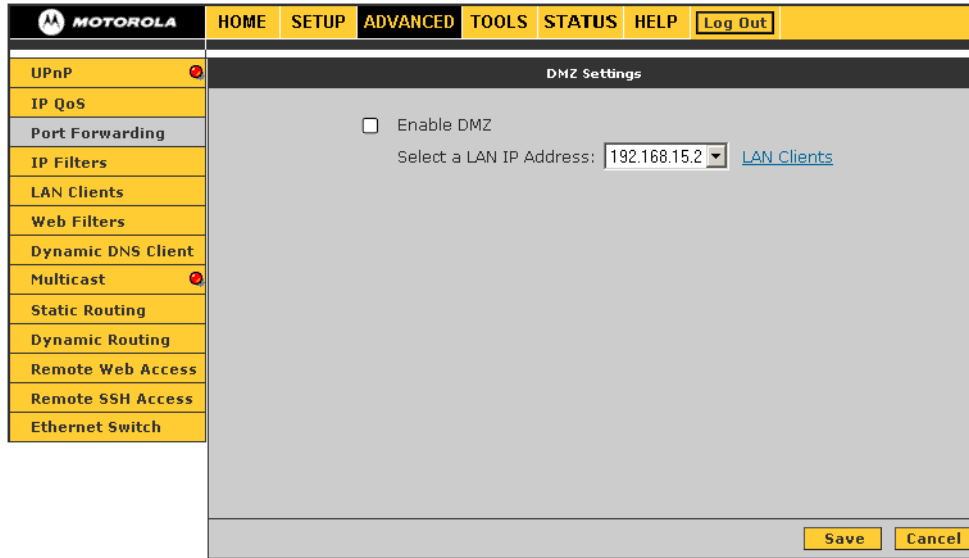 MOTOROLA HOME SETUP ADVANCED TOOLS STATUS HELP Log Out
UPnP
IP QoS
Port Forwarding
IP Filters
LAN Clients
Web Filters
Dynamic DNS Client
Multicast
Static Routing
Dynamic Routing
Remote Web Access
Remote SSH Access
Ethernet Switch
DMZ Settings
Enable DMZ
Select a LAN IP Address: 192.168.15.2 LAN Clients
Save Cancel